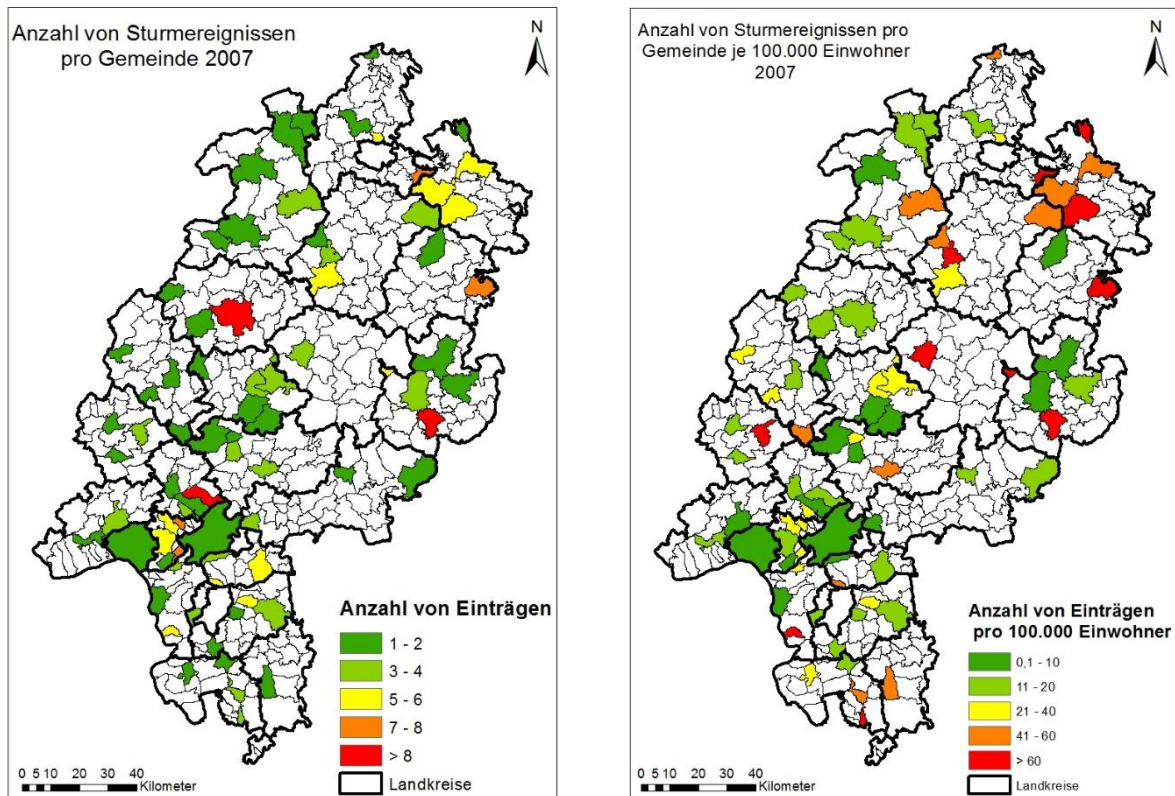 Anzahl von Sturmereignissen
pro Gemeinde 2007
N
Anzahl von Einträgen
1 - 2
3 - 4
5 - 6
7 - 8
> 8
Landkreise
0 5 10 20 30 40
Kilometer
Anzahl von Sturmereignissen pro
Gemeinde je 100.000 Einwohner
2007
N
Anzahl von Einträgen
pro 100.000 Einwohner
0,1 - 10
11 - 20
21 - 40
41 - 60
> 60
Landkreise
0 5 10 20 30 40
Kilometer